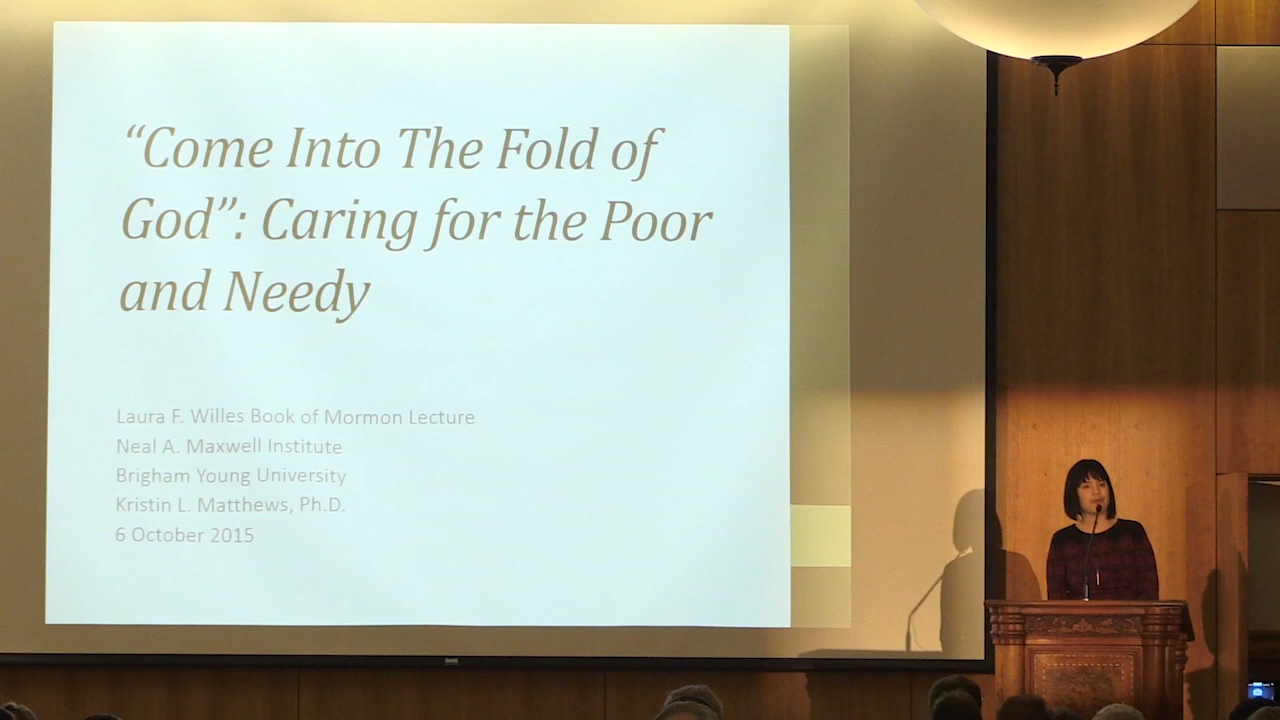 “Come Into The Fold of
God”: Caring for the Poor
and Needy
Laura F. Willes Book of Mormon Lecture
Neal A. Maxwell Institute
Brigham Young University
Kristin L. Matthews, Ph.D.
6 October 2015